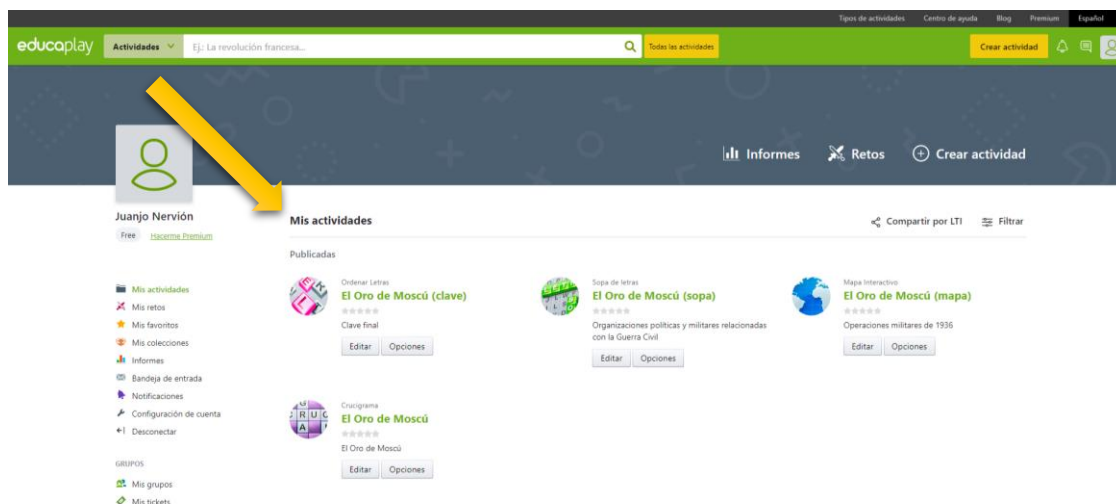 Tipos de actividades Centro de ayuda Blog Premium Español
educaplay Actividades Ej.: La revolución francesa... Todas las actividades Crear actividad
Informes Retos Crear actividad
Juanjo Nervión
Free Hacerme Premium
Mis actividades
Mis retos
Mis favoritos
Mis colecciones
Informes
Bandeja de entrada
Notificaciones
Configuración de cuenta
Desconectar
GRUPOS
Mis grupos
Mis tickets
Mis actividades Compartir por LTI Filtrar
Publicadas
Ordenar Letras
El Oro de Moscú (clave)
Clave final
Editar Opciones
Sopa de letras
El Oro de Moscú (sopa)
Organizaciones políticas y militares relacionadas
con la Guerra Civil
Editar Opciones
Mapa Interactivo
El Oro de Moscú (mapa)
Operaciones militares de 1936
Editar Opciones
Crucigrama
El Oro de Moscú
El Oro de Moscú
Editar Opciones